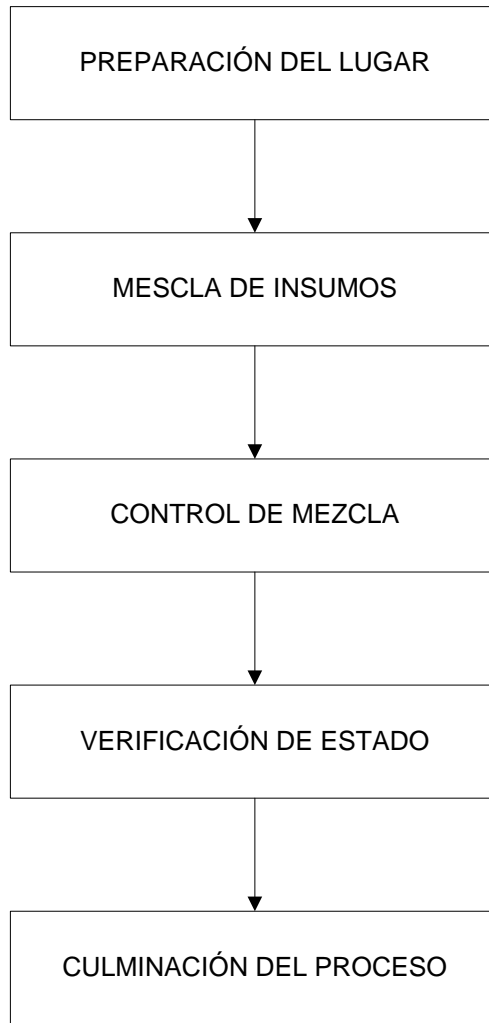 PREPARACIÓN DEL LUGAR
MESCLA DE INSUMOS
CONTROL DE MEZCLA
VERIFICACIÓN DE ESTADO
CULMINACIÓN DEL PROCESO